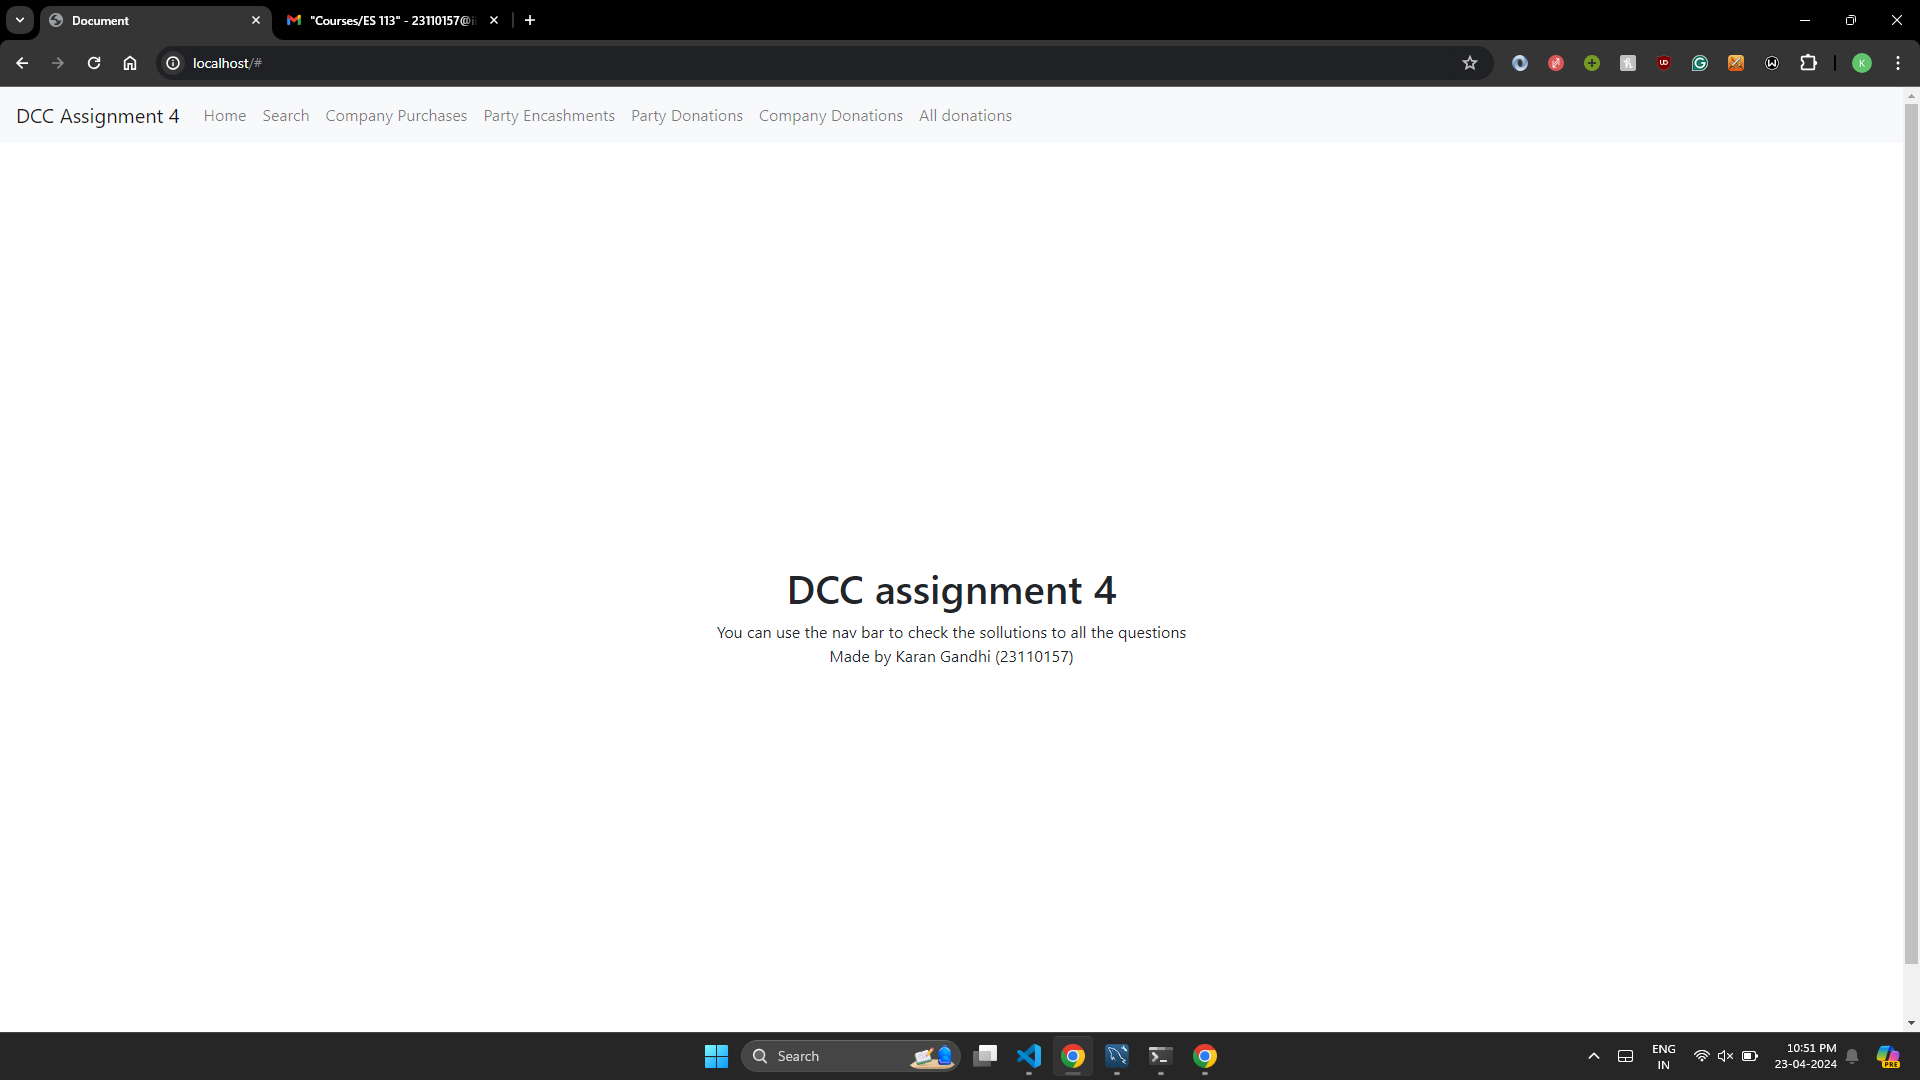 Document
"Courses/ES 113" - 23110157@i
localhost/#
DCC Assignment 4 Home Search Company Purchases Party Encashments Party Donations Company Donations All donations
DCC assignment 4
You can use the nav bar to check the sollutions to all the questions
Made by Karan Gandhi (23110157)
Search
ENG
IN
10:51 PM
23-04-2024
K
PRE